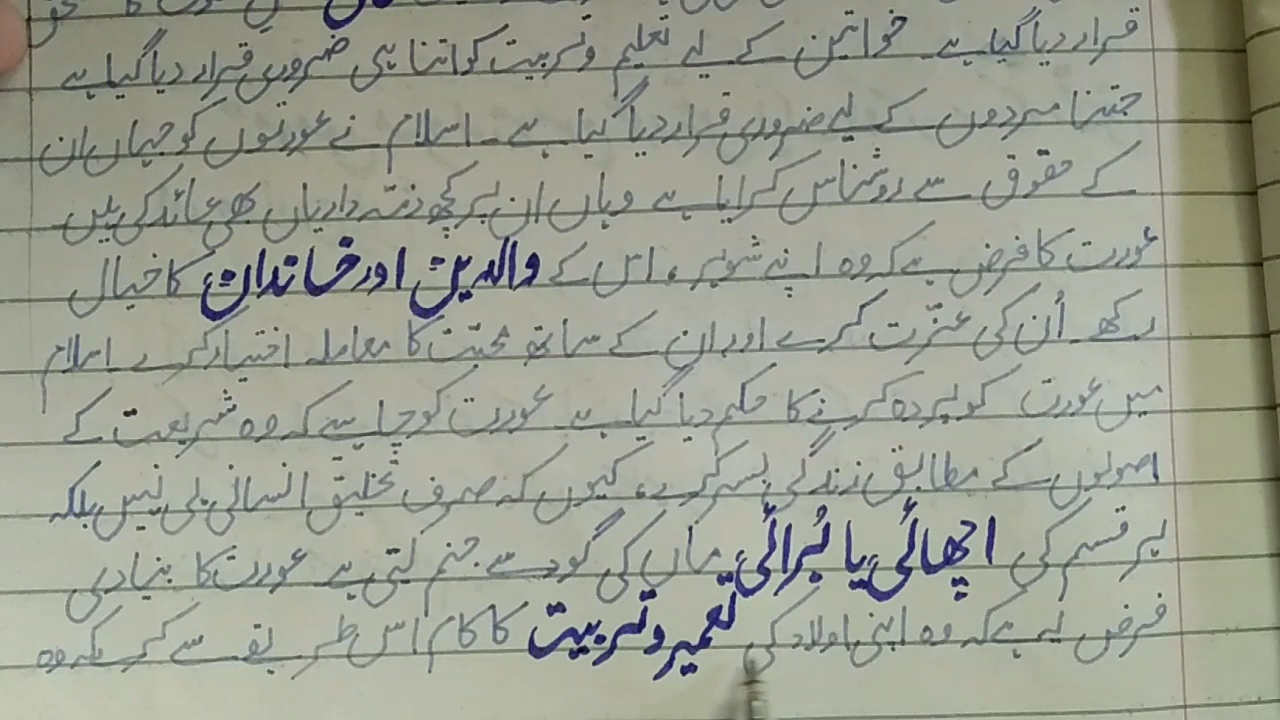 قرار دیا گیا ہے۔ خواتین کے لیے تعلیم و تربیت کو اتنا ہی ضروری قرار دیا گیا ہے
جتنا مردوں کے لیے ضروری قرار دیا گیا ہے۔ اسلام نے عورتوں کو جہاں ان
کے حقوق سے روشناس کرایا ہے وہاں ان پر کچھ ذمّہ داریاں بھی عائد کی ہیں
عورت کا فرض ہے کہ وہ اپنے شوہر، اس کے والدین اور خاندان کا خیال
رکھے۔ اُن کی عزّت کرے اور ان کے ساتھ محبّت کا معاملہ اختیار کرے۔ اسلام
میں عورت کو پردہ کرنے کا حکم دیا گیا ہے۔ عورت کو چاہیے کہ وہ شریعت کے
اصولوں کے مطابق زندگی بسر کرے، کیوں کہ صرف تخلیق انسانی ہی نہیں بلکہ
ہر قسم کی اچھائی یا بُرائی ماں کی گود سے جنم لیتی ہے عورت کا بنیادی
فرض یہ ہے کہ وہ اپنی اولاد کی تعمیر و تربیت کا کام اس طریقے سے کرے کہ وہ